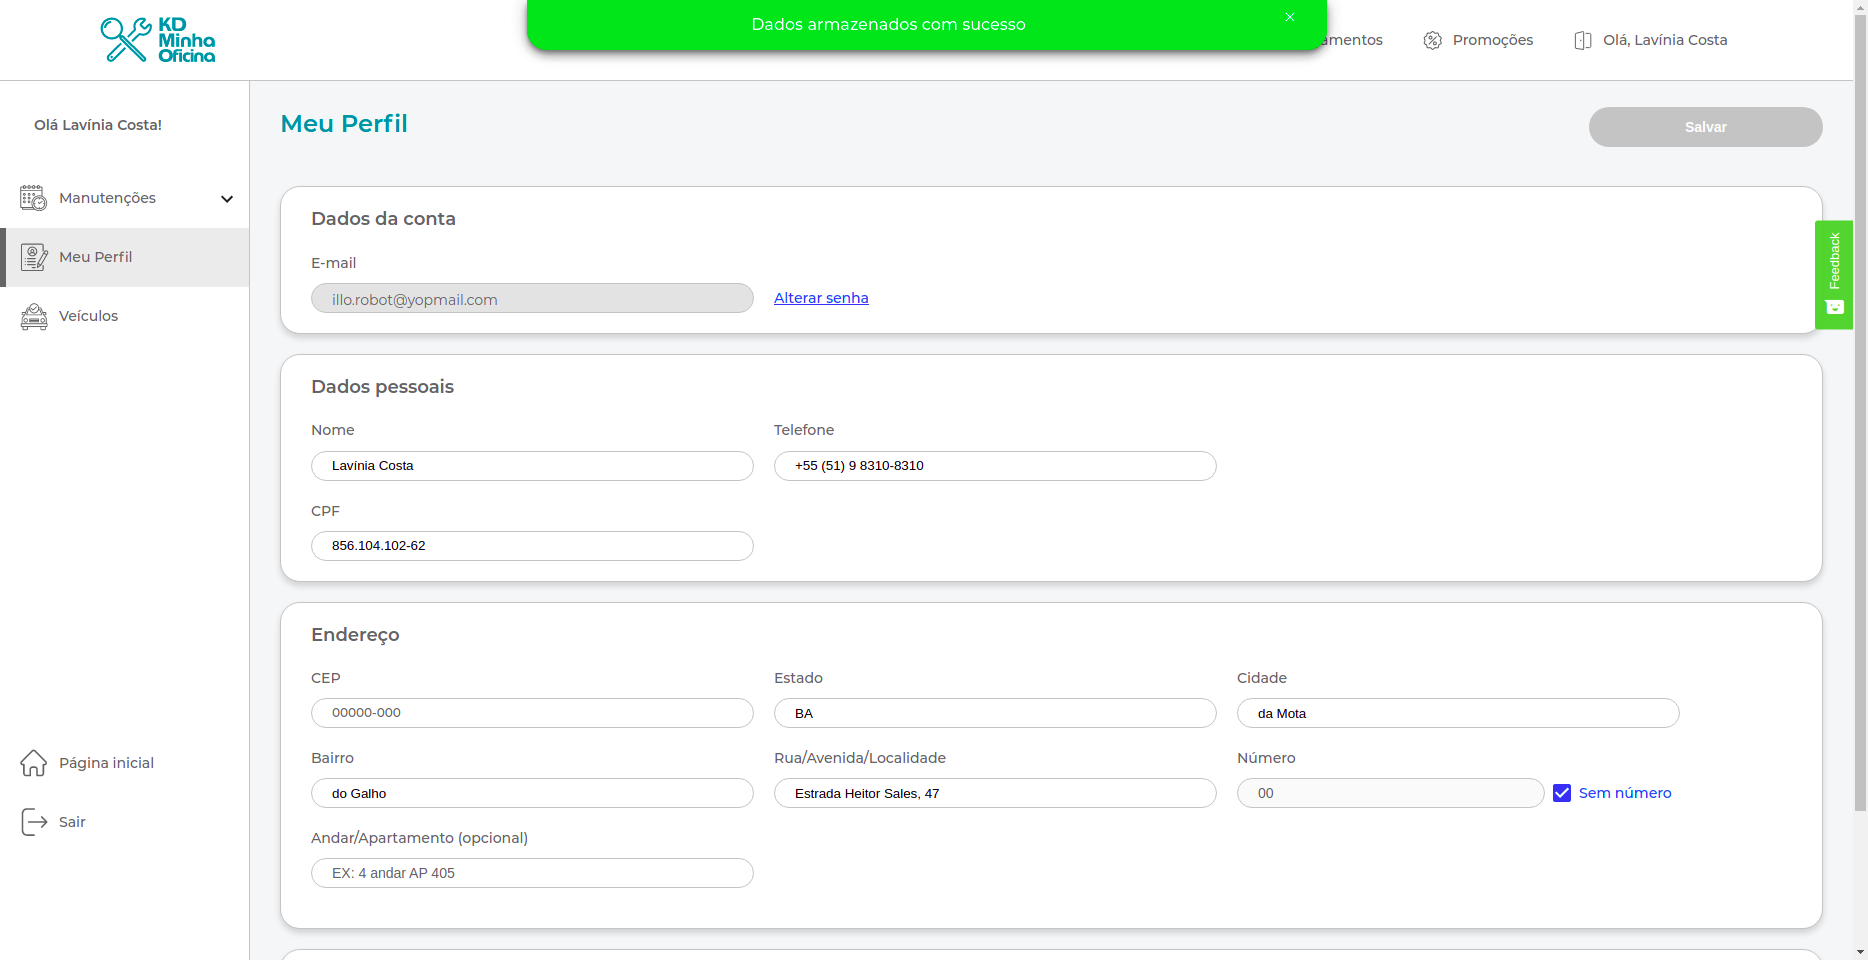 KD
Minha
Oficina
Dados armazenados com sucesso
Promoções
Olá, Lavínia Costa
Olá Lavínia Costa!
Manutenções
Meu Perfil
Veículos
Página inicial
Sair
Meu Perfil
Salvar
Dados da conta
E-mail
illo.robot@yopmail.com
Alterar senha
Feedback
Dados pessoais
Nome
Telefone
Lavínia Costa
+55 (51) 9 8310-8310
CPF
856.104.102-62
Endereço
CEP
Estado
Cidade
00000-000
BA
da Mota
Bairro
Rua/Avenida/Localidade
Número
do Galho
Estrada Heitor Sales, 47
00
Sem número
Andar/Apartamento (opcional)
EX: 4 andar AP 405